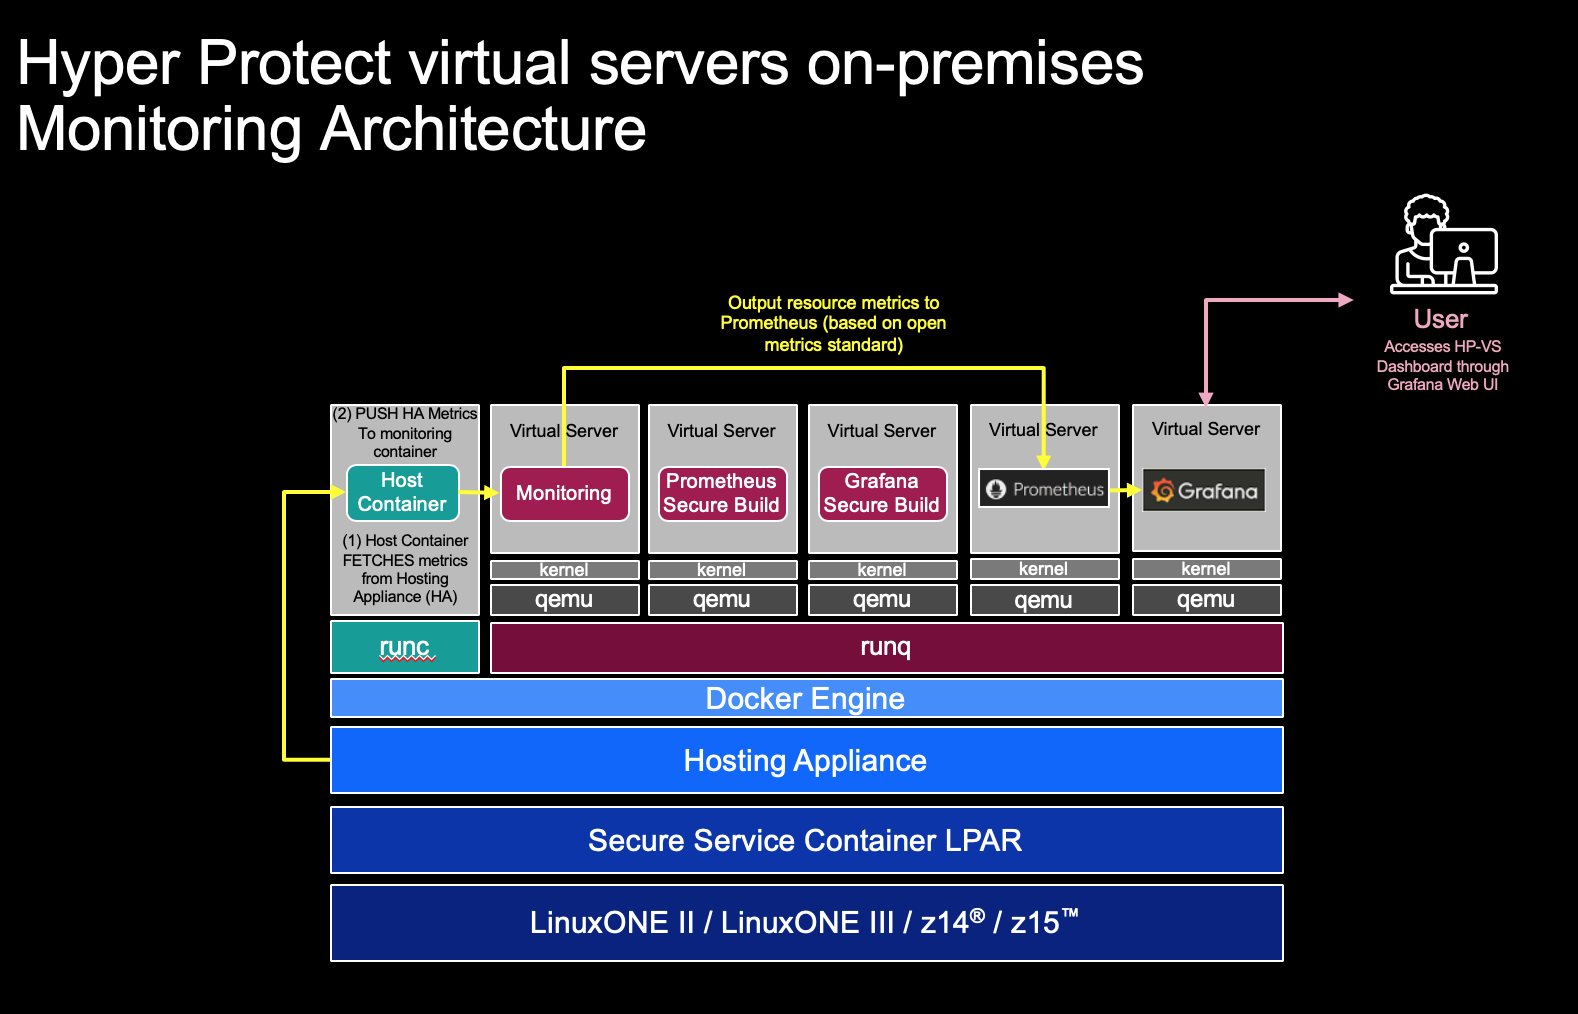 Hyper Protect virtual servers on-premises
Monitoring Architecture
Output resource metrics to
Prometheus (based on open
metrics standard)
User
Accesses HP-VS
Dashboard through
Grafana Web UI
(2) PUSH HA Metrics
To monitoring
container
Host
Container
(1) Host Container
FETCHES metrics
from Hosting
Appliance (HA)
Virtual Server
Monitoring
kernel
qemu
Virtual Server
Prometheus
Secure Build
kernel
qemu
Virtual Server
Grafana
Secure Build
kernel
qemu
Virtual Server
Prometheus
kernel
qemu
Virtual Server
Grafana
kernel
qemu
runc
runq
Docker Engine
Hosting Appliance
Secure Service Container LPAR
LinuxONE II / LinuxONE III / z14® / z15™